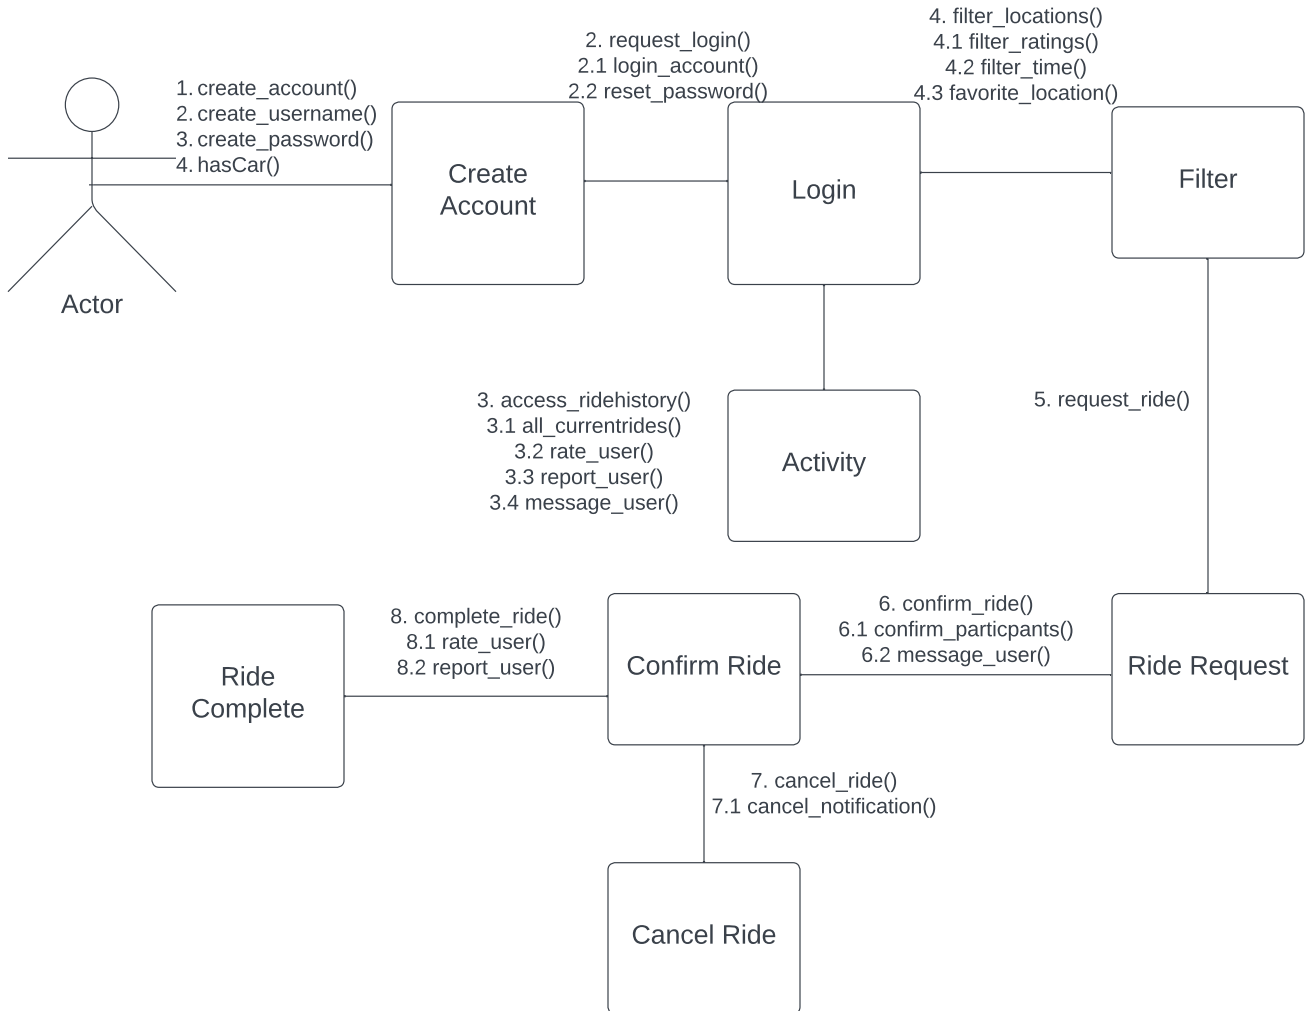 4. filter_locations()
4.1 filter_ratings()
4.2 filter_time()
4.3 favorite_location()
2. request_login()
2.1 login_account()
2.2 reset_password()
1. create_account()
2. create_username()
3. create_password()
4. hasCar()
Create
Account
Login
Filter
Actor
3. access_ridehistory()
3.1 all_currentrides()
3.2 rate_user()
3.3 report_user()
3.4 message_user()
Activity
5. request_ride()
8. complete_ride()
8.1 rate_user()
8.2 report_user()
6. confirm_ride()
6.1 confirm_particpants()
6.2 message_user()
Ride
Complete
Confirm Ride
Ride Request
7. cancel_ride()
7.1 cancel_notification()
Cancel Ride